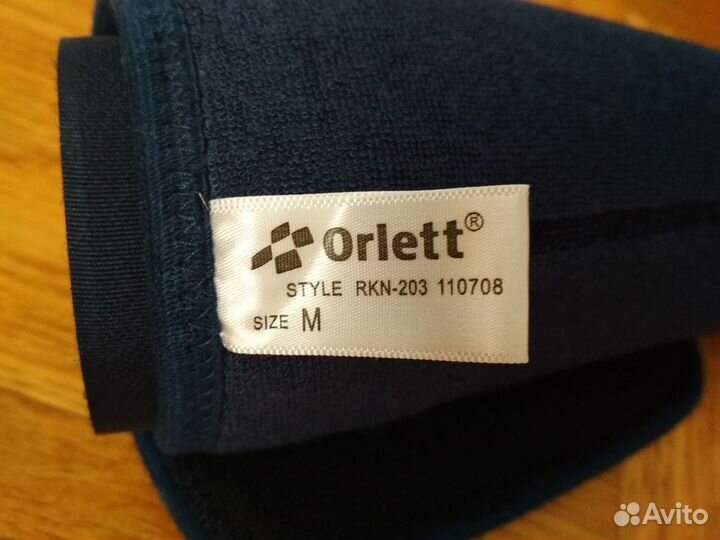 Orlett®
STYLE RKN-203 110708
SIZE M
Avito